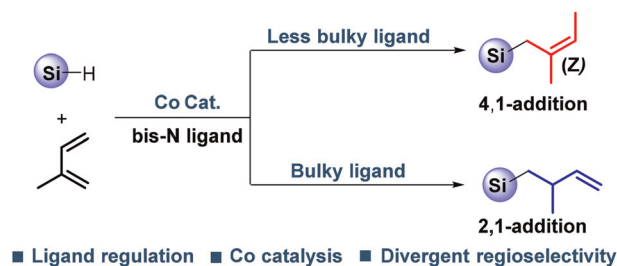 Less bulky ligand
Si
(Z)
4,1-addition
Si-H
+
Co Cat.
bis-N ligand
Bulky ligand
Si
2,1-addition
■ Ligand regulation ■ Co catalysis ■ Divergent regioselectivity